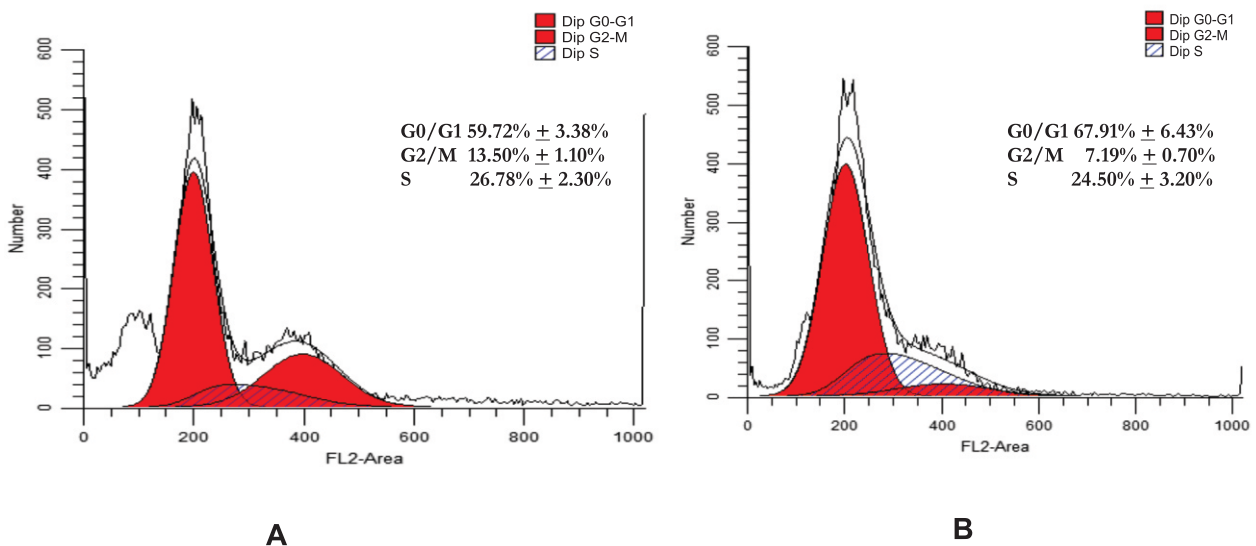 Dip G0-G1
Dip G2-M
Dip S
600
500
400
300
200
100
0
Number
G0/G1 59.72% ± 3.38%
G2/M 13.50% ± 1.10%
S 26.78% ± 2.30%
0 200 400 600 800 1000
FL2-Area
A
Dip G0-G1
Dip G2-M
Dip S
600
500
400
300
200
100
0
Number
G0/G1 67.91% ± 6.43%
G2/M 7.19% ± 0.70%
S 24.50% ± 3.20%
0 200 400 600 800 1000
FL2-Area
B